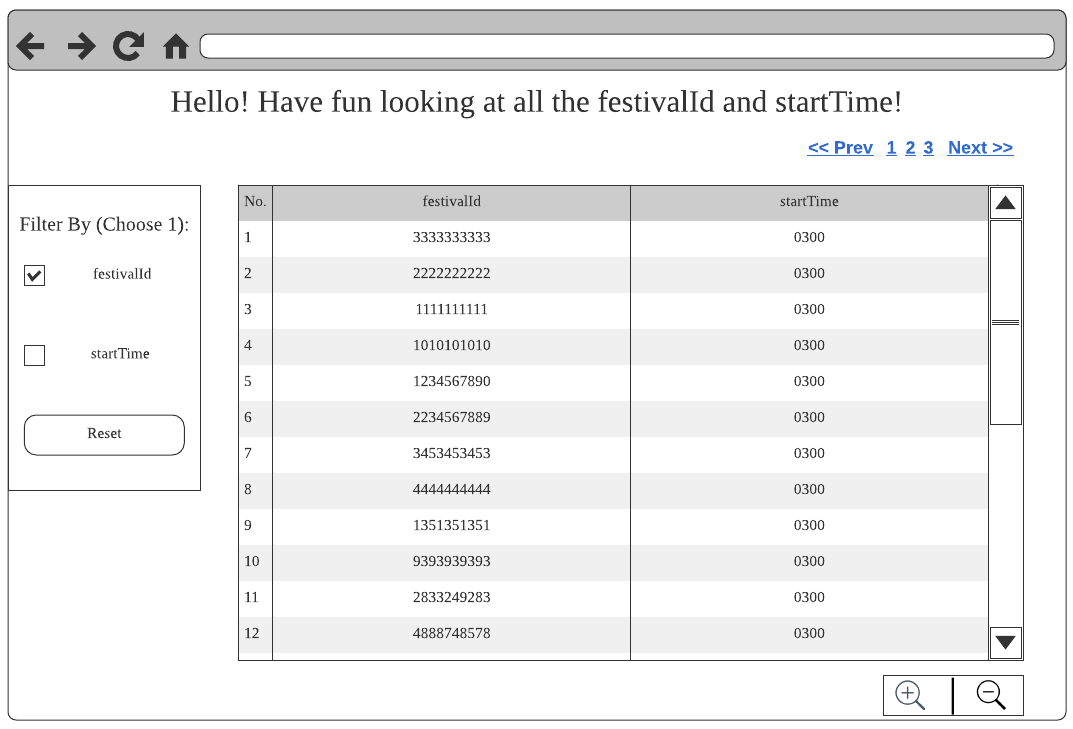 Hello! Have fun looking at all the festivalId and startTime!
<< Prev 1 2 3 Next >>
Filter By (Choose 1):
festivalId
startTime
Reset
No. festivalId startTime
1 3333333333 0300
2 2222222222 0300
3 1111111111 0300
4 1010101010 0300
5 1234567890 0300
6 2234567889 0300
7 3453453453 0300
8 4444444444 0300
9 1351351351 0300
10 9393939393 0300
11 2833249283 0300
12 4888748578 0300